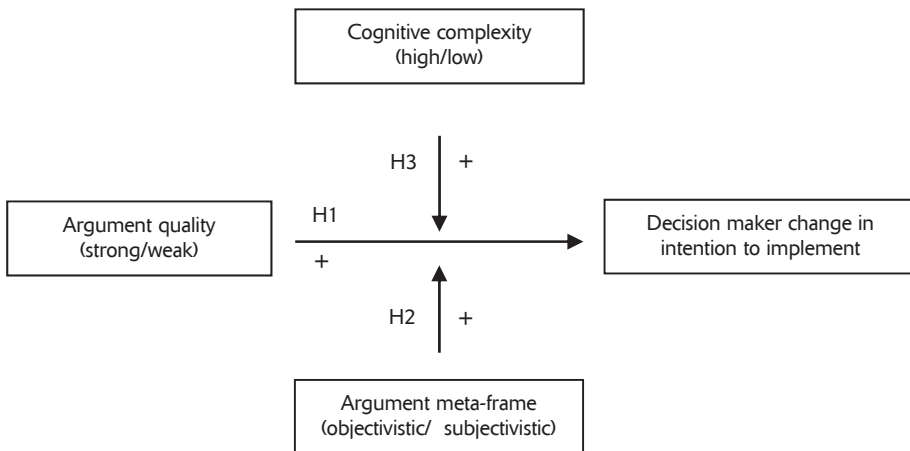 Cognitive complexity
(high/low)
H3
+
H1
Argument quality
(strong/weak)
+
Decision maker change in
intention to implement
H2
+
Argument meta-frame
(objectivistic/ subjectivistic)